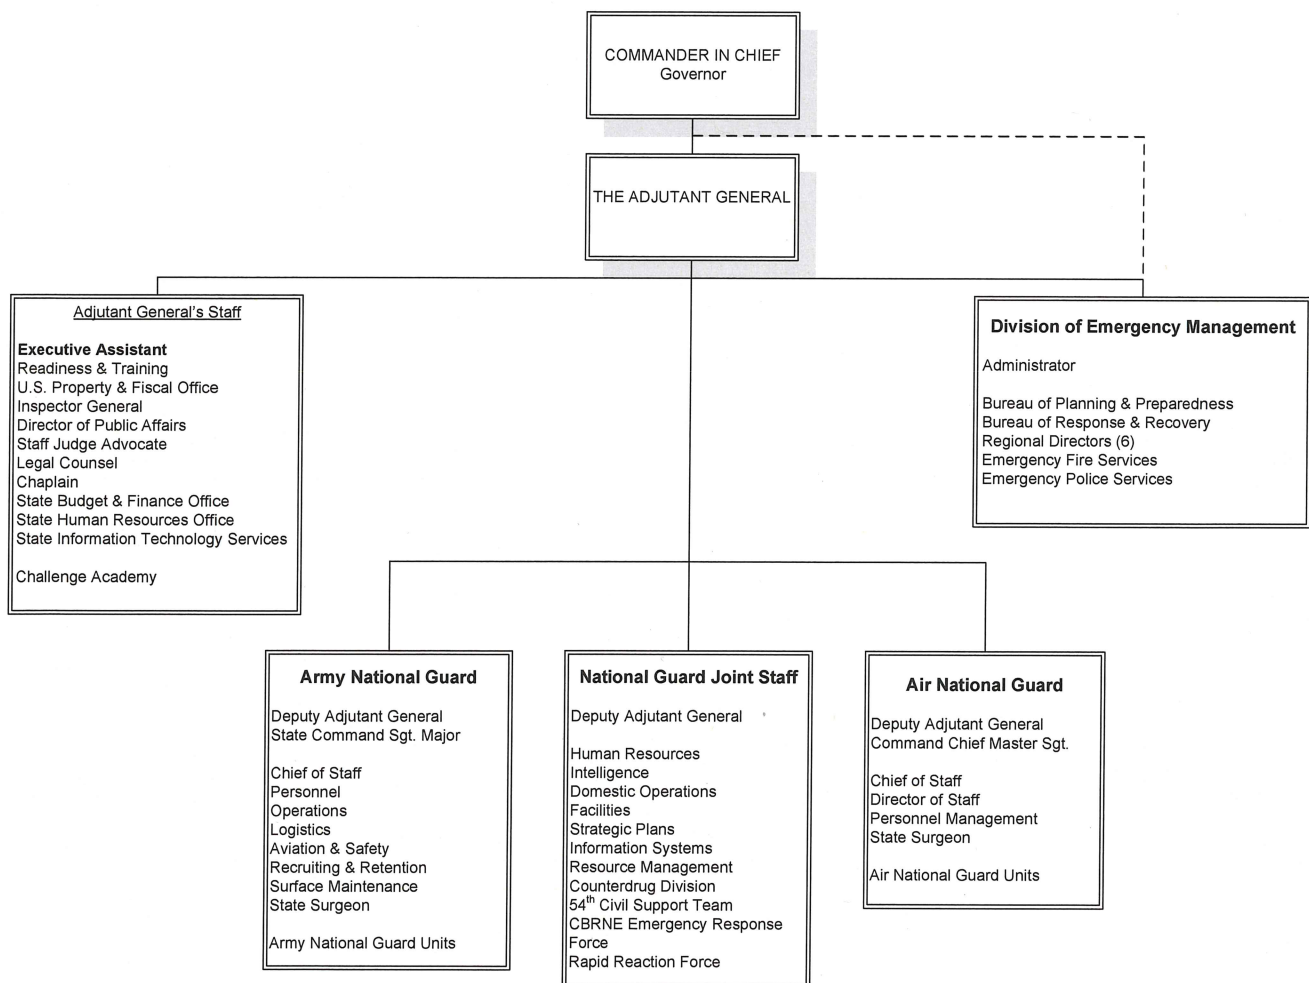 COMMANDER IN CHIEF
Governor
THE ADJUTANT GENERAL
Adjutant General's Staff
Executive Assistant
Readiness & Training
U.S. Property & Fiscal Office
Inspector General
Director of Public Affairs
Staff Judge Advocate
Legal Counsel
Chaplain
State Budget & Finance Office
State Human Resources Office
State Information Technology Services
Challenge Academy
Division of Emergency Management
Administrator
Bureau of Planning & Preparedness
Bureau of Response & Recovery
Regional Directors (6)
Emergency Fire Services
Emergency Police Services
Army National Guard
Deputy Adjutant General
State Command Sgt. Major
Chief of Staff
Personnel
Operations
Logistics
Aviation & Safety
Recruiting & Retention
Surface Maintenance
State Surgeon
Army National Guard Units
National Guard Joint Staff
Deputy Adjutant General
Human Resources
Intelligence
Domestic Operations
Facilities
Strategic Plans
Information Systems
Resource Management
Counterdrug Division
54th Civil Support Team
CBRNE Emergency Response
Force
Rapid Reaction Force
Air National Guard
Deputy Adjutant General
Command Chief Master Sgt.
Chief of Staff
Director of Staff
Personnel Management
State Surgeon
Air National Guard Units